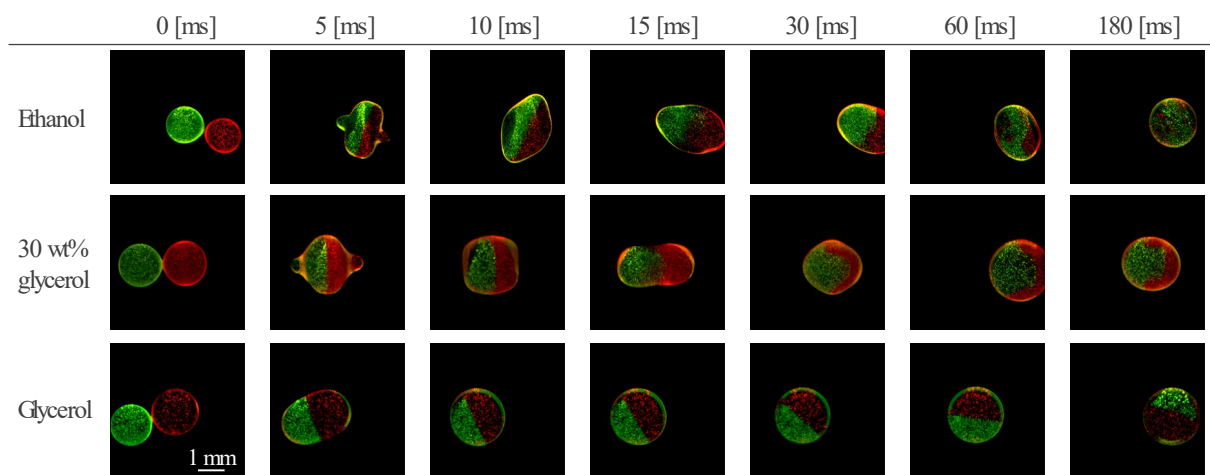 0 [ms] 5 [ms] 10 [ms] 15 [ms] 30 [ms] 60 [ms] 180 [ms]
Ethanol
30 wt%
glycerol
Glycerol
1 mm